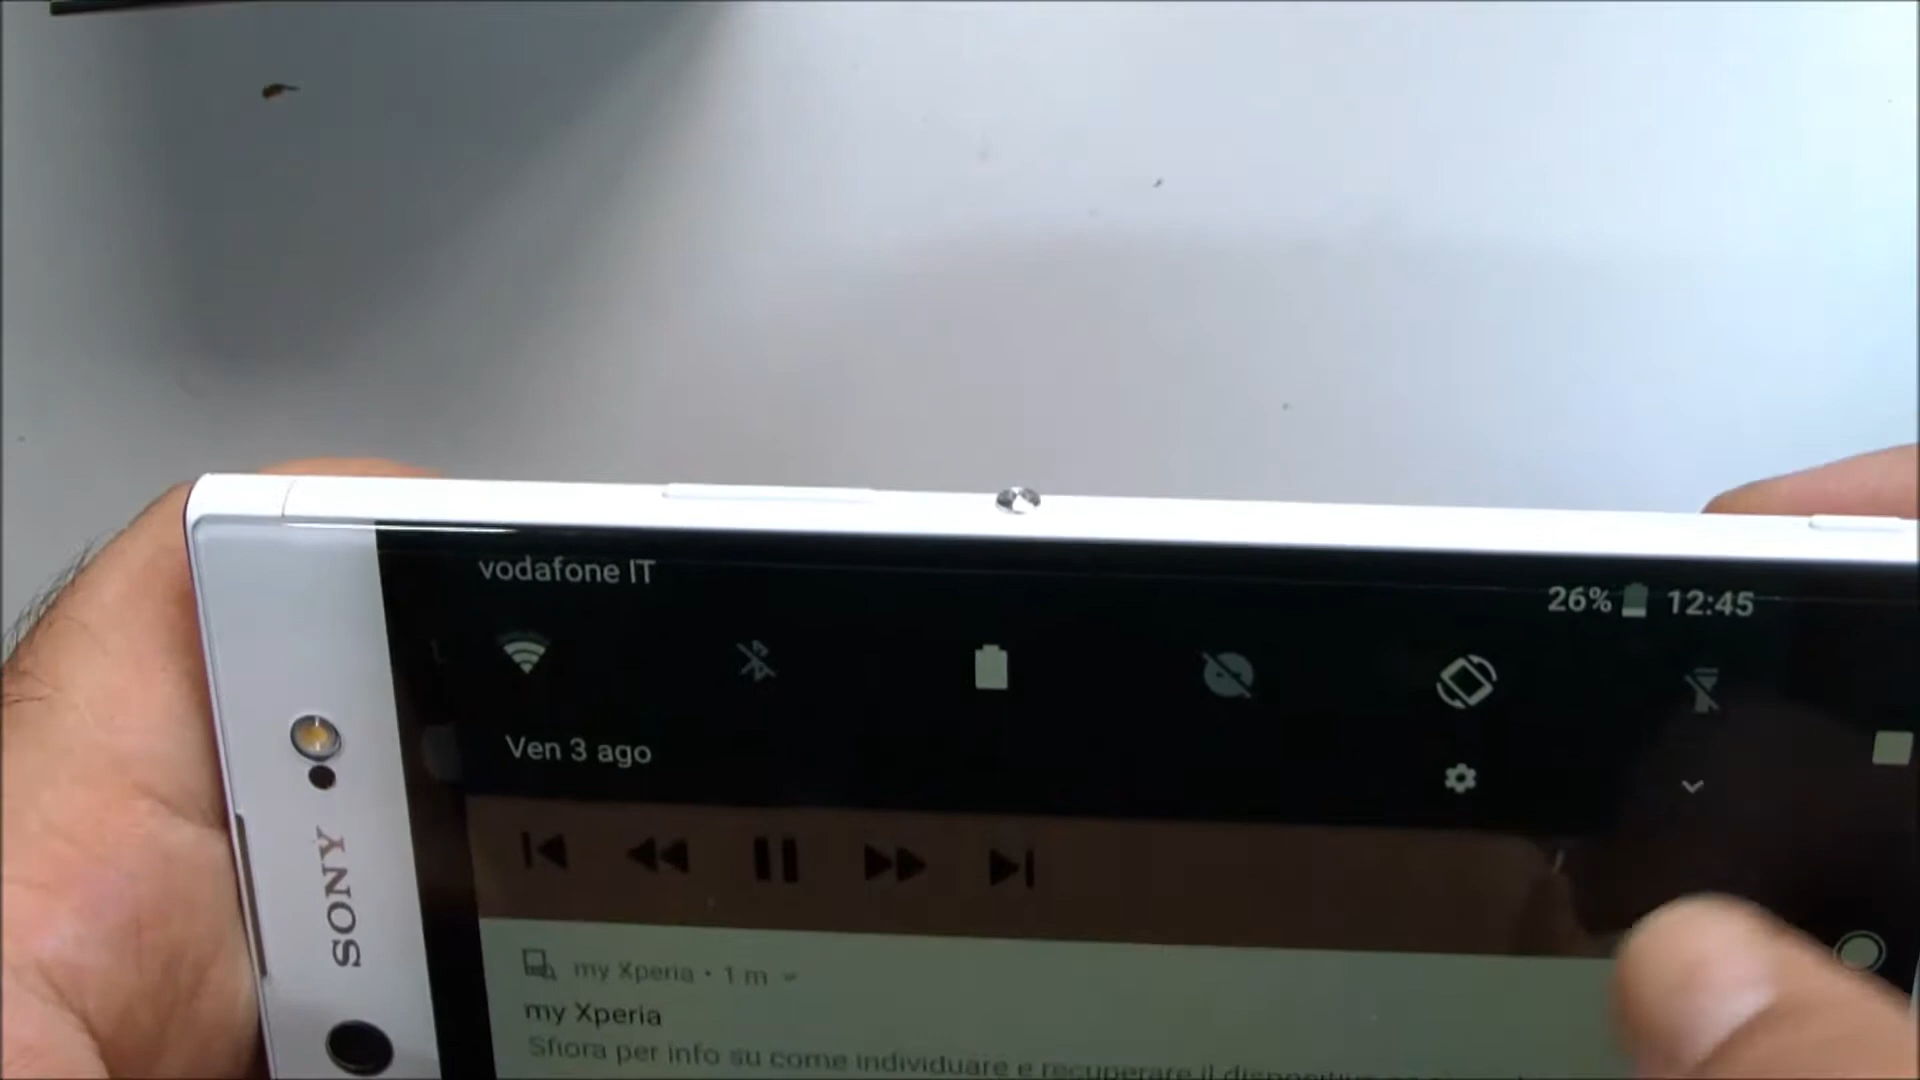 vodafone IT
26% 12:45
Ven 3 ago
SONY
my Xperia • 1 m
my Xperia
Sfiora per info su come individuare e recuperare il dispositivo